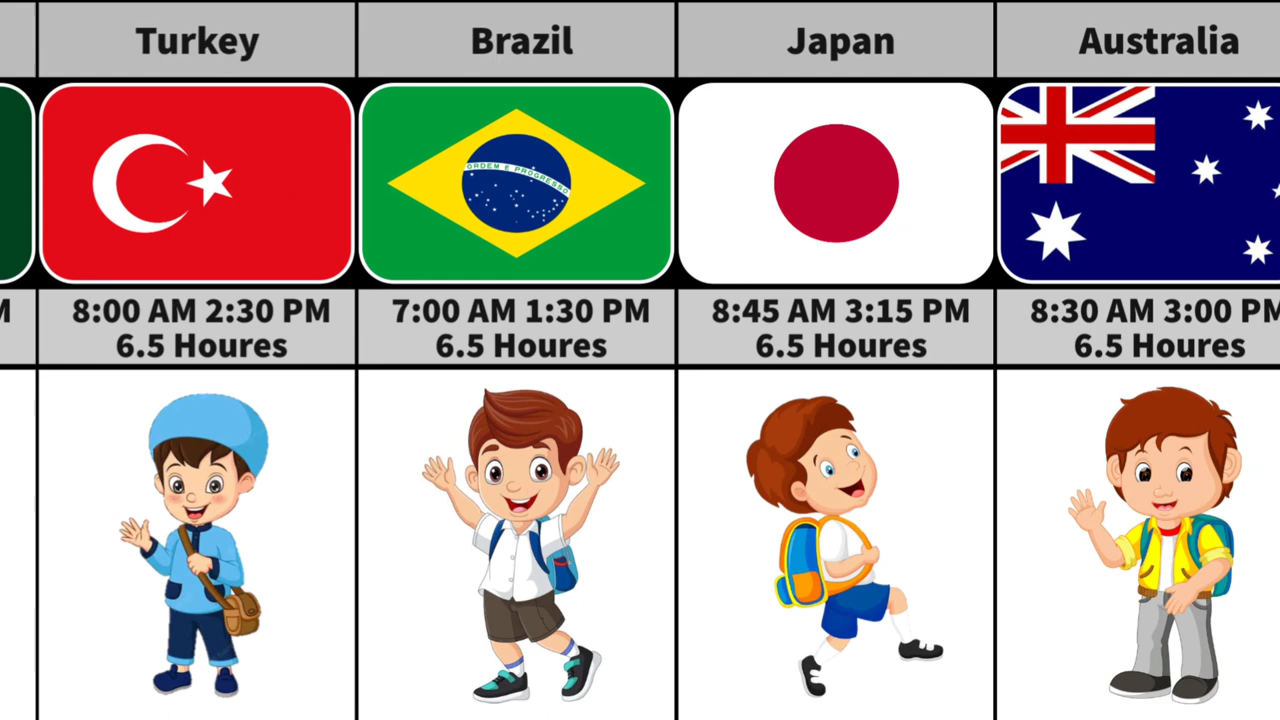 Turkey
Brazil
Japan
Australia
ORDEM E PROGRESSO
M
8:00 AM 2:30 PM
6.5 Houres
7:00 AM 1:30 PM
6.5 Houres
8:45 AM 3:15 PM
6.5 Houres
8:30 AM 3:00 PM
6.5 Houres